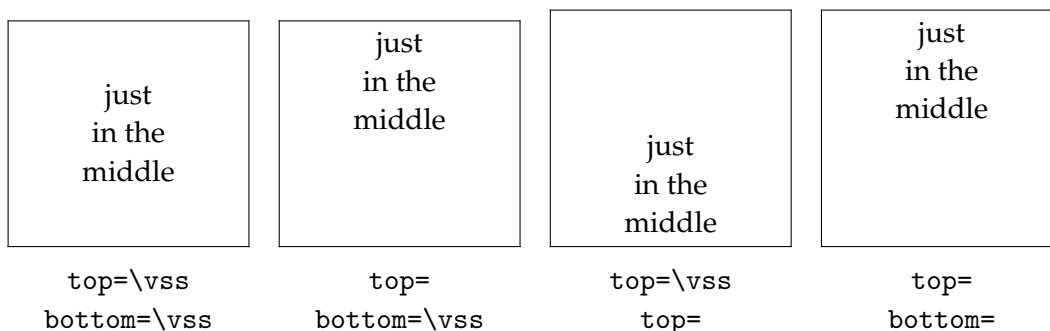 just
in the
middle
top=\vss
bottom=\vss
just
in the
middle
top=
bottom=\vss
just
in the
middle
top=\vss
top=
just
in the
middle
top=
bottom=